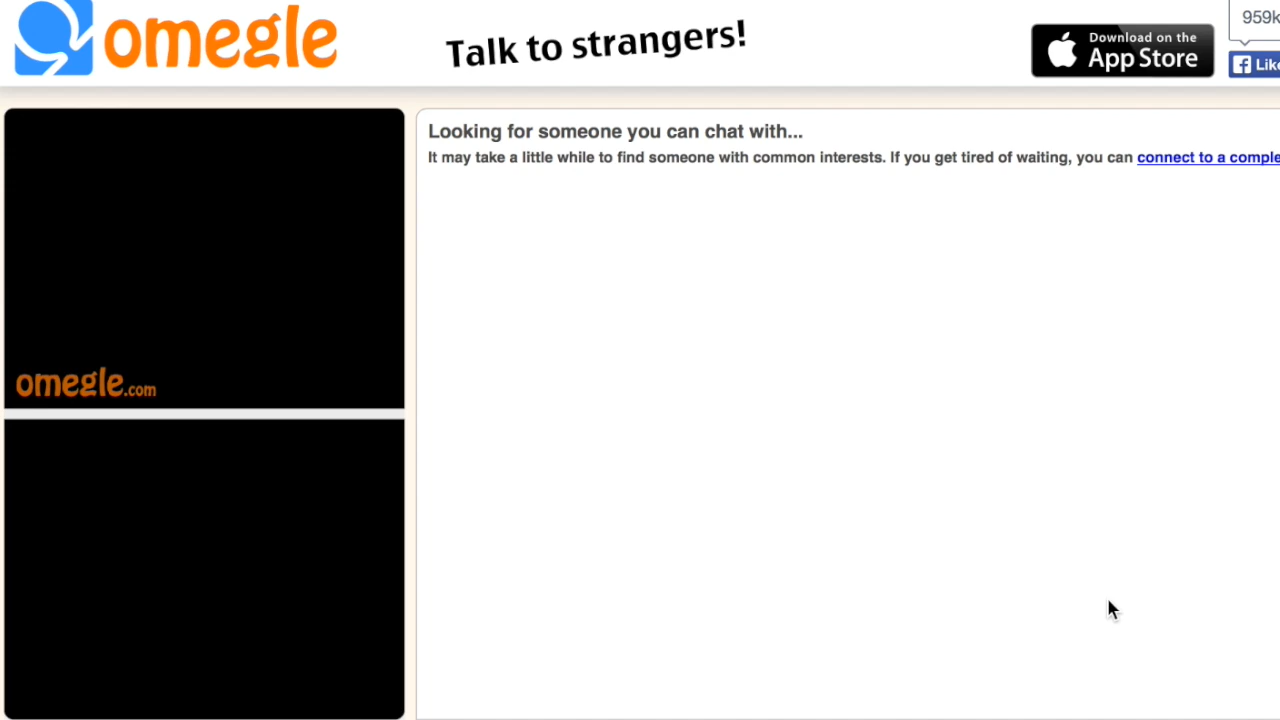 omegle
Talk to strangers!
Download on the
App Store
959k
Like
Looking for someone you can chat with...
It may take a little while to find someone with common interests. If you get tired of waiting, you can connect to a comple
omegle.com